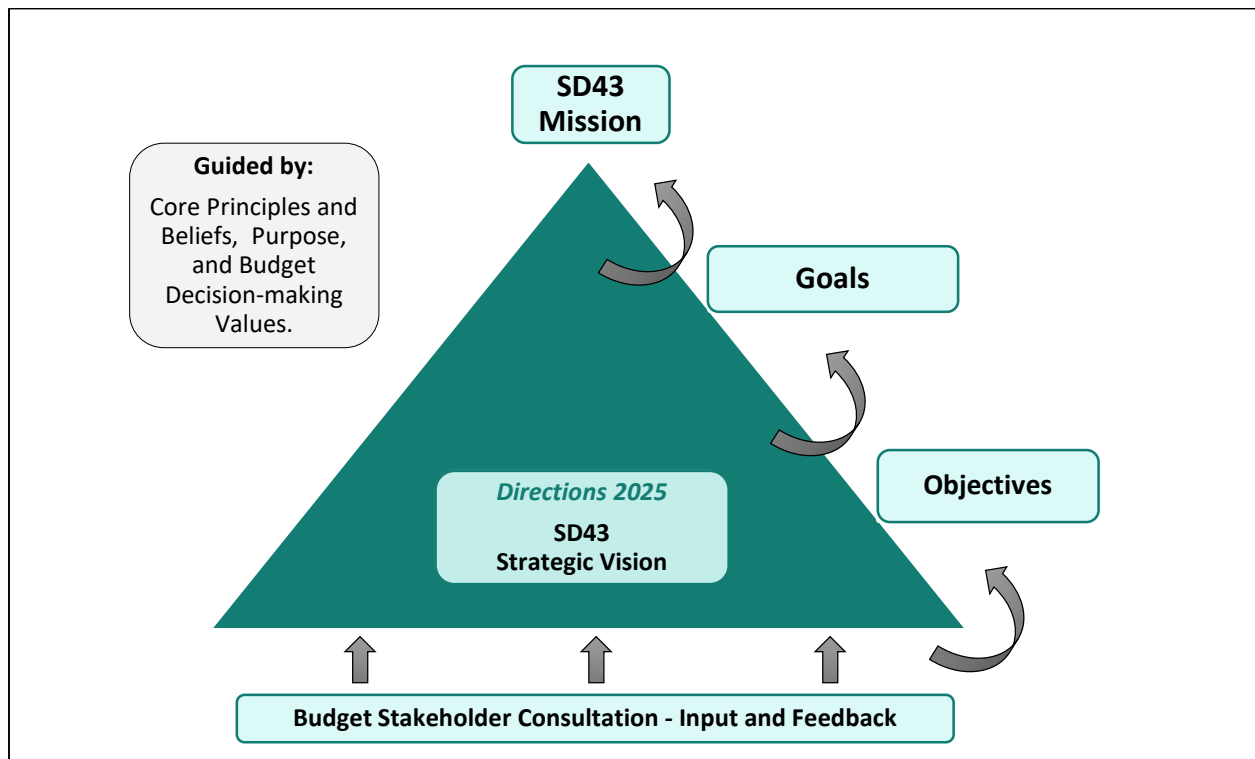 SD43
Mission
Guided by:
Core Principles and
Beliefs,  Purpose,
and Budget
Decision-making
Values.
Goals
Objectives
Directions 2025
SD43
Strategic Vision
Budget Stakeholder Consultation - Input and Feedback